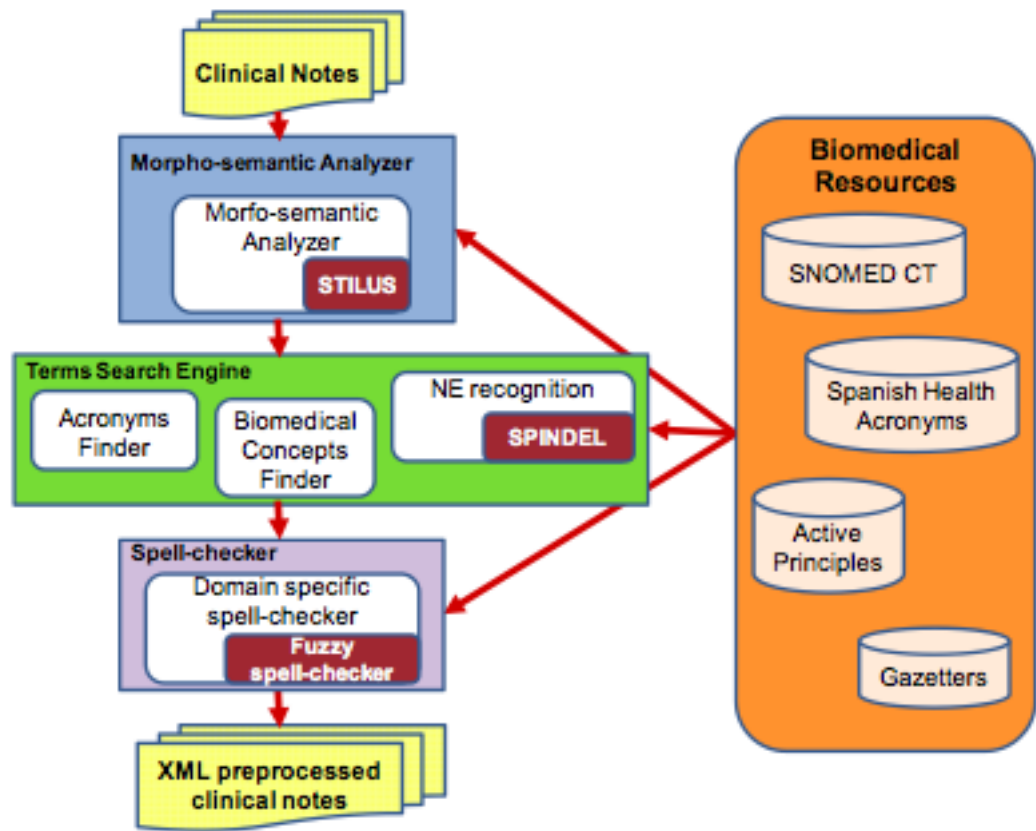 Clinical Notes
Morpho-semantic Analyzer
Morfo-semantic
Analyzer
STILUS
Terms Search Engine
Acronyms
Finder
Biomedical
Concepts
Finder
NE recognition
SPINDEL
Spell-checker
Domain specific
spell-checker
Fuzzy
spell-checker
XML preprocessed
clinical notes
Biomedical
Resources
SNOMED CT
Spanish Health
Acronyms
Active
Principles
Gazetters